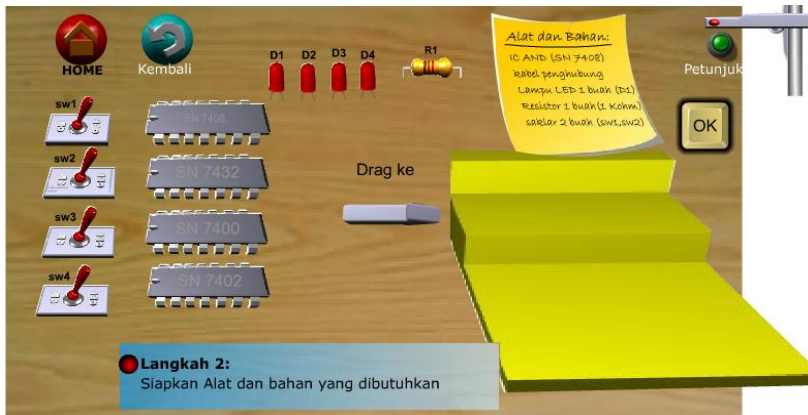 HOME
Kembali
D1 D2 D3 D4
R1
Alat dan Bahan:
IC AND (SN 7408)
kabel penghubung
Lampu LED 1 buah (D1)
Resistor 1 buah(1 Kohm)
saklar 2 buah (sw1,sw2)
Petunjuk
OK
sw1
SN 7408
sw2
SN 7432
sw3
SN 7400
sw4
SN 7402
Drag ke
Langkah 2:
Siapkan Alat dan bahan yang dibutuhkan